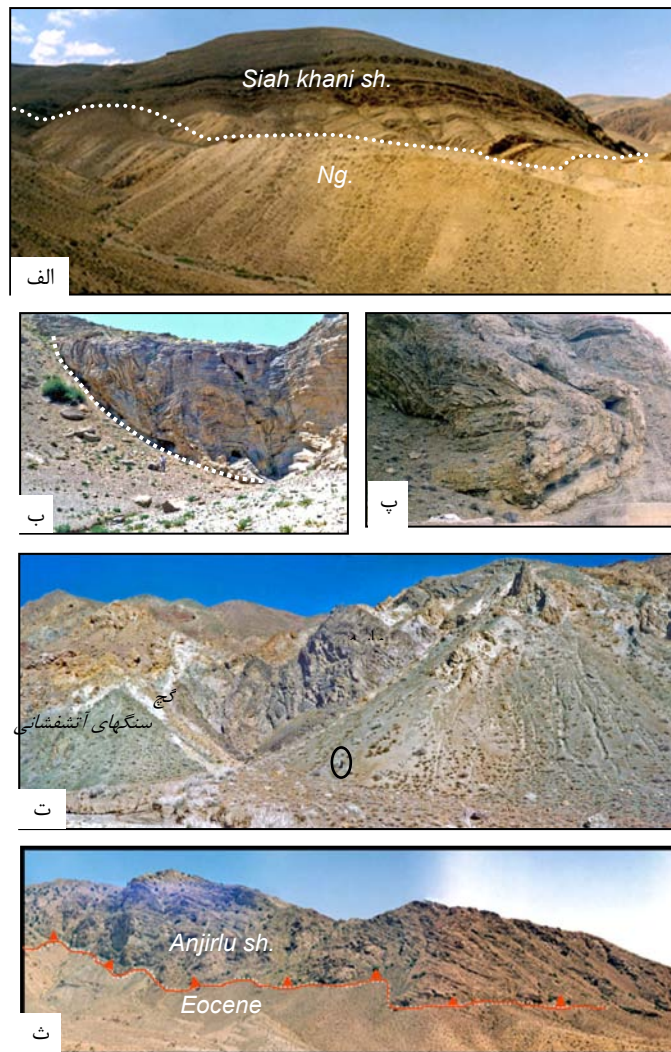 Siah khani sh.
Ng.
الف
ب
پ
گچ
سنگهای آتشفشانی
ت
Anjirlu sh.
Eocene
ث